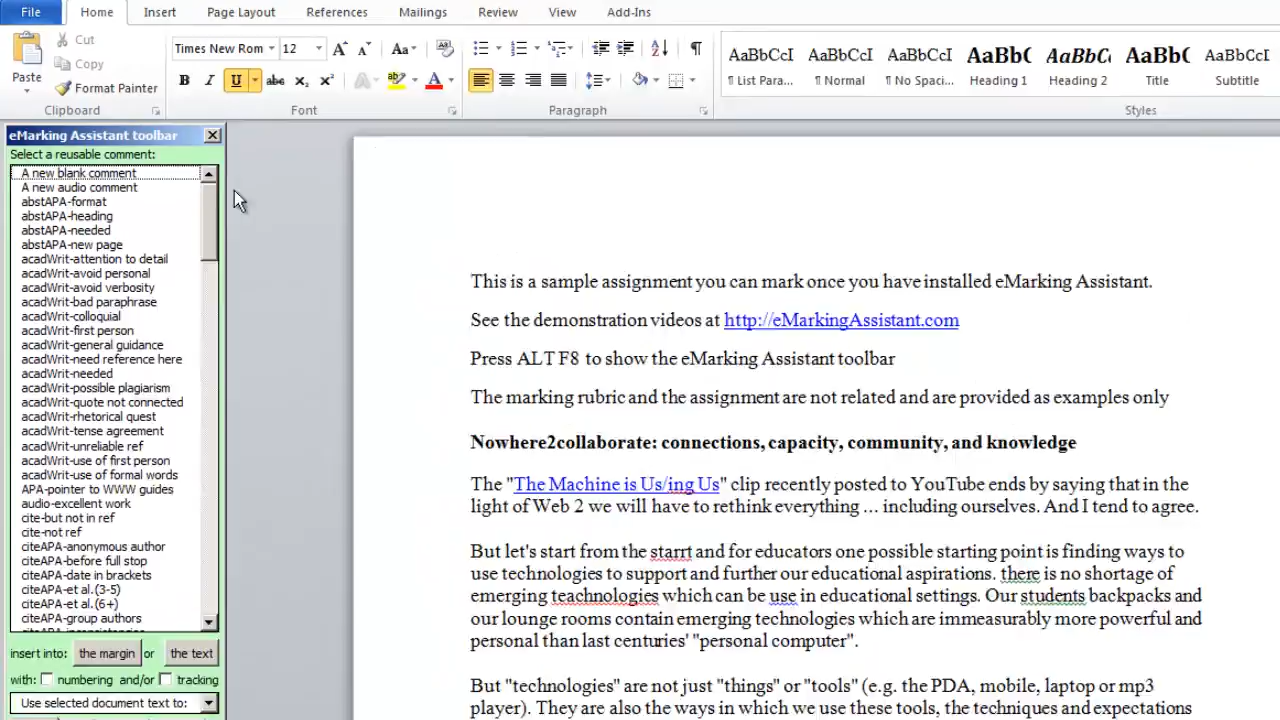 File Home Insert Page Layout References Mailings Review View Add-Ins
Cut
Times New Rom 12 Aa
AaBbCcI AaBbCcI AaBbCcI AaBb( AaBbCc AaBb( AaBbCcI
Copy
Paste
Format Painter
B I U abc x₂ x² A ab A
¶ List Para... ¶ Normal ¶ No Spaci... Heading 1 Heading 2 Title Subtitle
Clipboard Font Paragraph Styles
eMarking Assistant toolbar
Select a reusable comment:
A new blank comment
A new audio comment
abstAPA-format
abstAPA-heading
abstAPA-needed
abstAPA-new page
acadWrit-attention to detail
acadWrit-avoid personal
acadWrit-avoid verbosity
acadWrit-bad paraphrase
acadWrit-colloquial
acadWrit-first person
acadWrit-general guidance
acadWrit-need reference here
acadWrit-needed
acadWrit-possible plagiarism
acadWrit-quote not connected
acadWrit-rhetorical quest
acadWrit-tense agreement
acadWrit-unreliable ref
acadWrit-use of first person
acadWrit-use of formal words
APA-pointer to WWW guides
audio-excellent work
cite-but not in ref
cite-not ref
citeAPA-anonymous author
citeAPA-before full stop
citeAPA-date in brackets
citeAPA-et al.(3-5)
citeAPA-et al.(6+)
citeAPA-group authors
insert into: the margin or the text
with: numbering and/or tracking
Use selected document text to:
This is a sample assignment you can mark once you have installed eMarking Assistant.
See the demonstration videos at http://eMarkingAssistant.com
Press ALT F8 to show the eMarking Assistant toolbar
The marking rubric and the assignment are not related and are provided as examples only
Nowhere2collaborate: connections, capacity, community, and knowledge
The "The Machine is Us/ing Us" clip recently posted to YouTube ends by saying that in the
light of Web 2 we will have to rethink everything ... including ourselves. And I tend to agree.
But let's start from the starrt and for educators one possible starting point is finding ways to
use technologies to support and further our educational aspirations. there is no shortage of
emerging teachnologies which can be use in educational settings. Our students backpacks and
our lounge rooms contain emerging technologies which are immeasurably more powerful and
personal than last centuries' "personal computer".
But "technologies" are not just "things" or "tools" (e.g. the PDA, mobile, laptop or mp3
player). They are also the ways in which we use these tools, the techniques and expectations